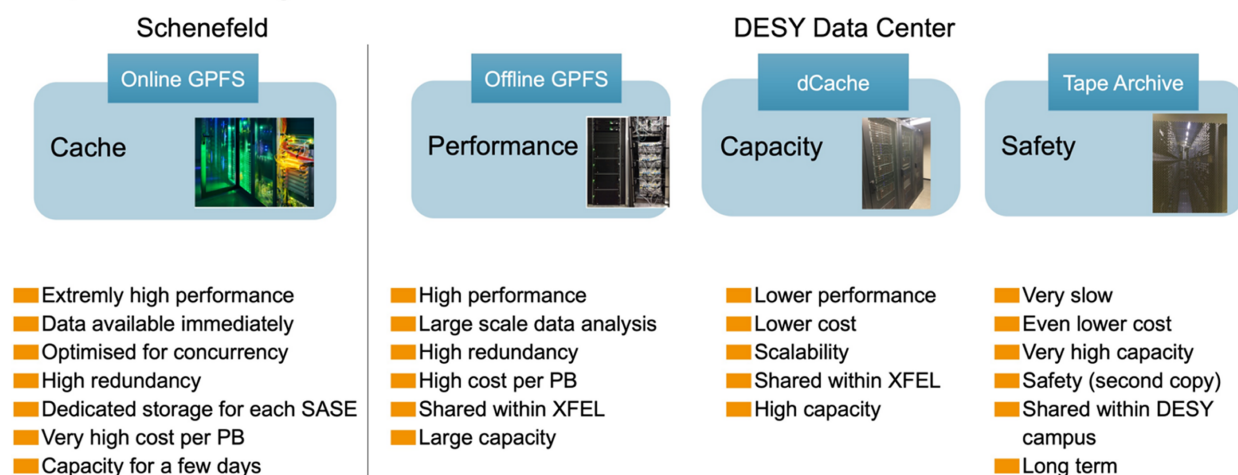 Schenefeld
DESY Data Center
Online GPFS
Cache
Offline GPFS
Performance
dCache
Capacity
Tape Archive
Safety
Extremly high performance
Data available immediately
Optimised for concurrency
High redundancy
Dedicated storage for each SASE
Very high cost per PB
Capacity for a few days
High performance
Large scale data analysis
High redundancy
High cost per PB
Shared within XFEL
Large capacity
Lower performance
Lower cost
Scalability
Shared within XFEL
High capacity
Very slow
Even lower cost
Very high capacity
Safety (second copy)
Shared within DESY
campus
Long term